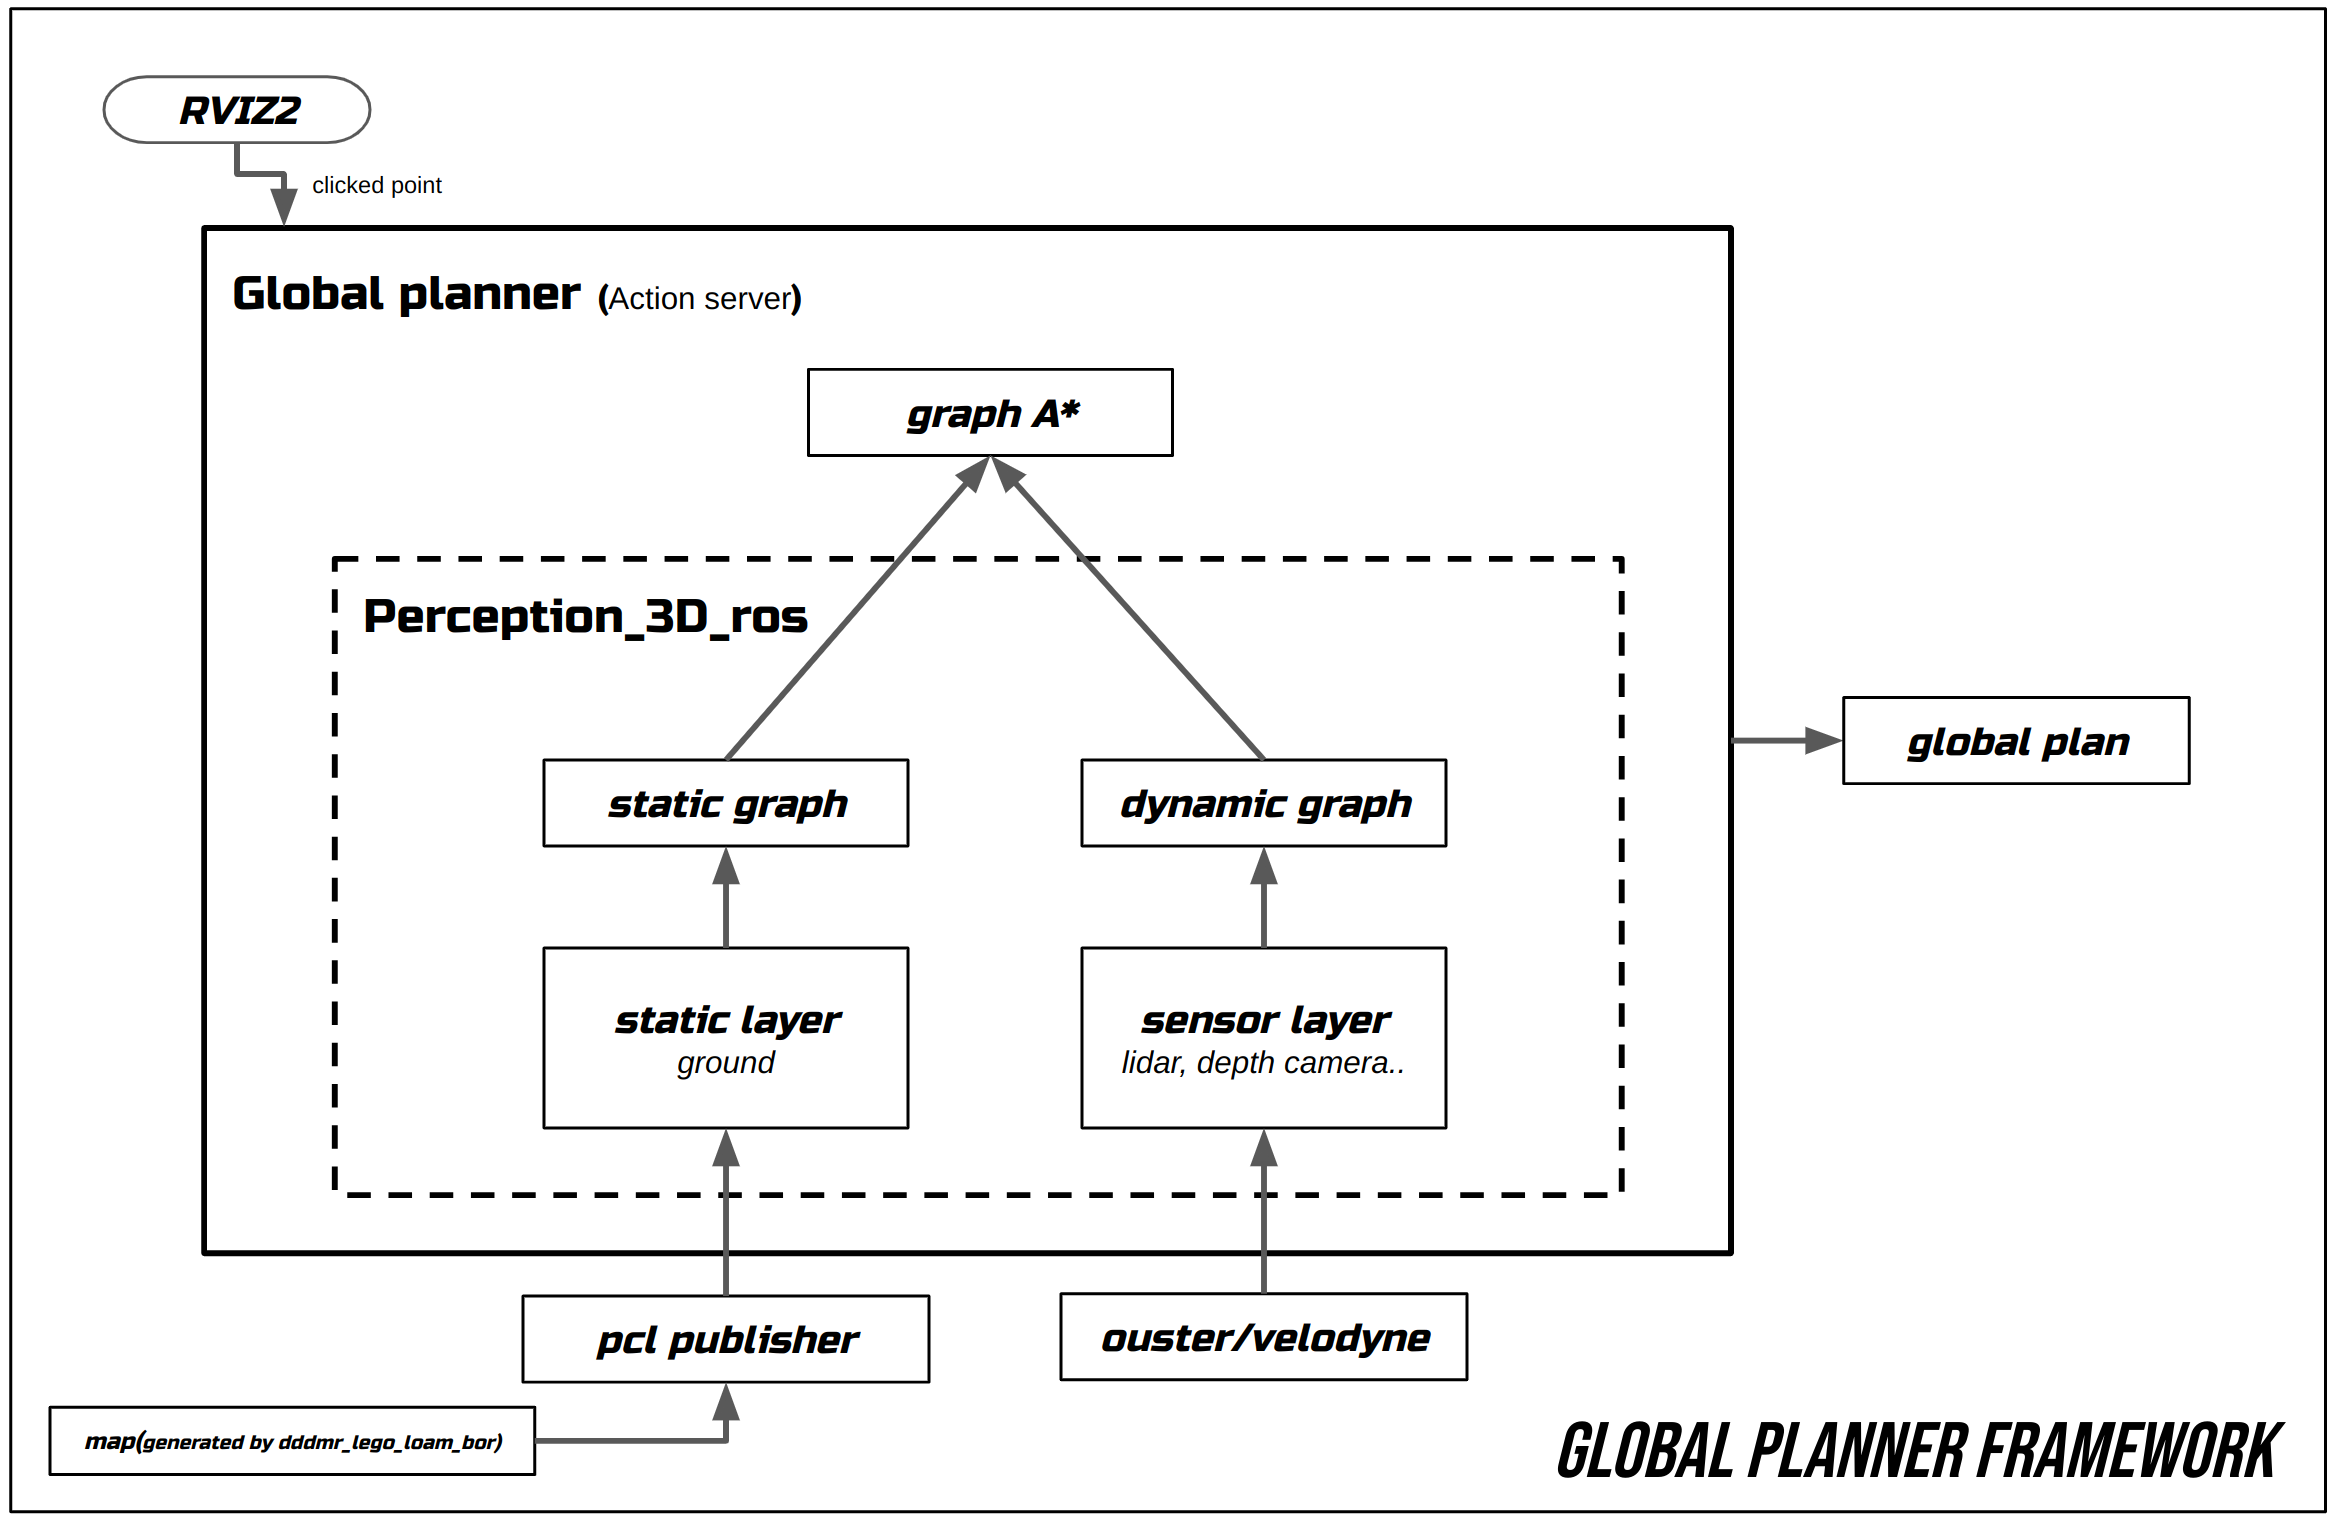 RVIZ2
clicked point
Global planner (Action server)
graph A*
Perception_3D_ros
static graph
dynamic graph
global plan
static layer
ground
sensor layer
lidar, depth camera..
pcl publisher
ouster/velodyne
map(generated by dddmr_lego_loam_bor)
GLOBAL PLANNER FRAMEWORK